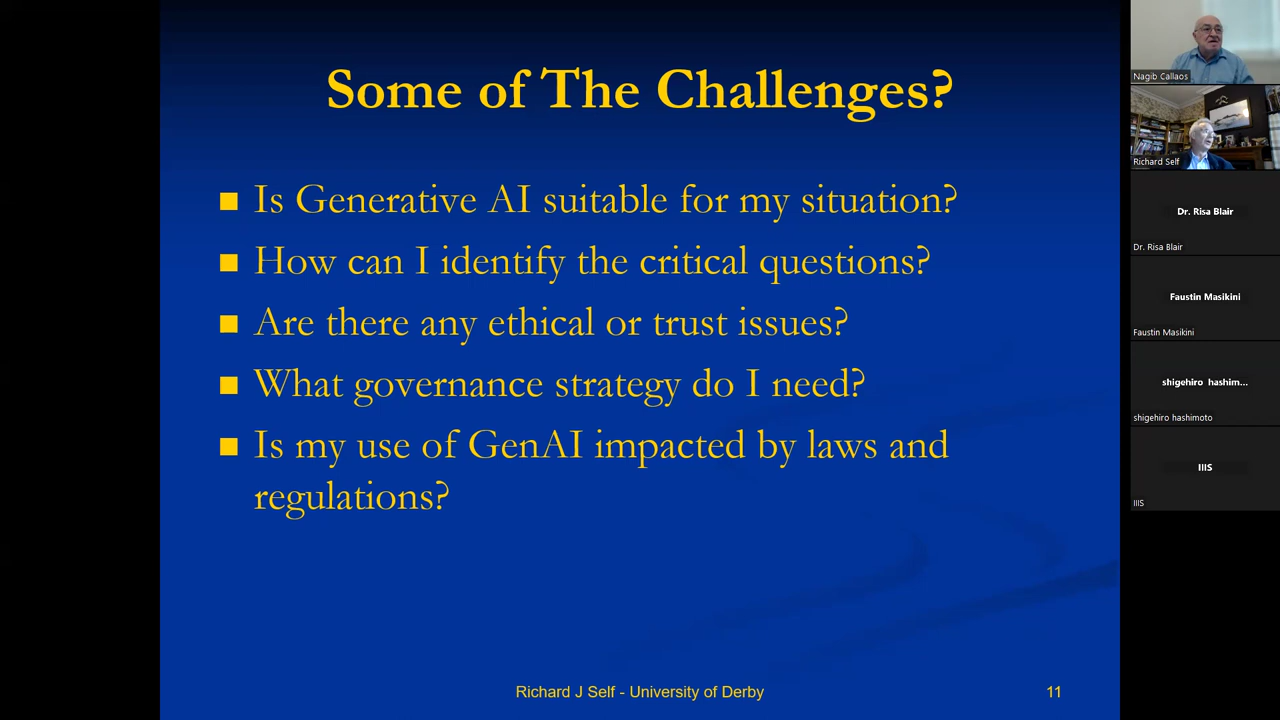 Some of The Challenges?
■ Is Generative AI suitable for my situation?
■ How can I identify the critical questions?
■ Are there any ethical or trust issues?
■ What governance strategy do I need?
■ Is my use of GenAI impacted by laws and
regulations?
Richard J Self - University of Derby
11
Nagib Callaos
Richard Self
Dr. Risa Blair
Dr. Risa Blair
Faustin Masikini
Faustin Masikini
shigehiro hashim...
shigehiro hashimoto
IIIS
IIIS